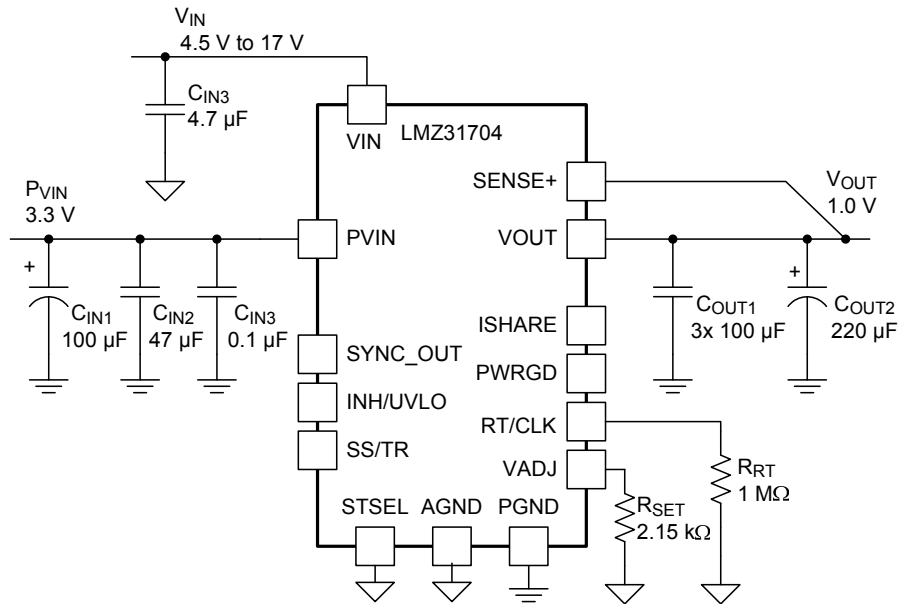 VIN
4.5 V to 17 V
CIN3
4.7 µF
VIN
LMZ31704
SENSE+
VOUT
1.0 V
PVIN
3.3 V
PVIN
VOUT
+
CIN1
100 µF
CIN2
47 µF
CIN3
0.1 µF
COUT1
3x 100 µF
+
COUT2
220 µF
ISHARE
SYNC_OUT
PWRGD
INH/UVLO
RT/CLK
SS/TR
VADJ
RRT
1 MΩ
RSET
2.15 kΩ
STSEL
AGND
PGND